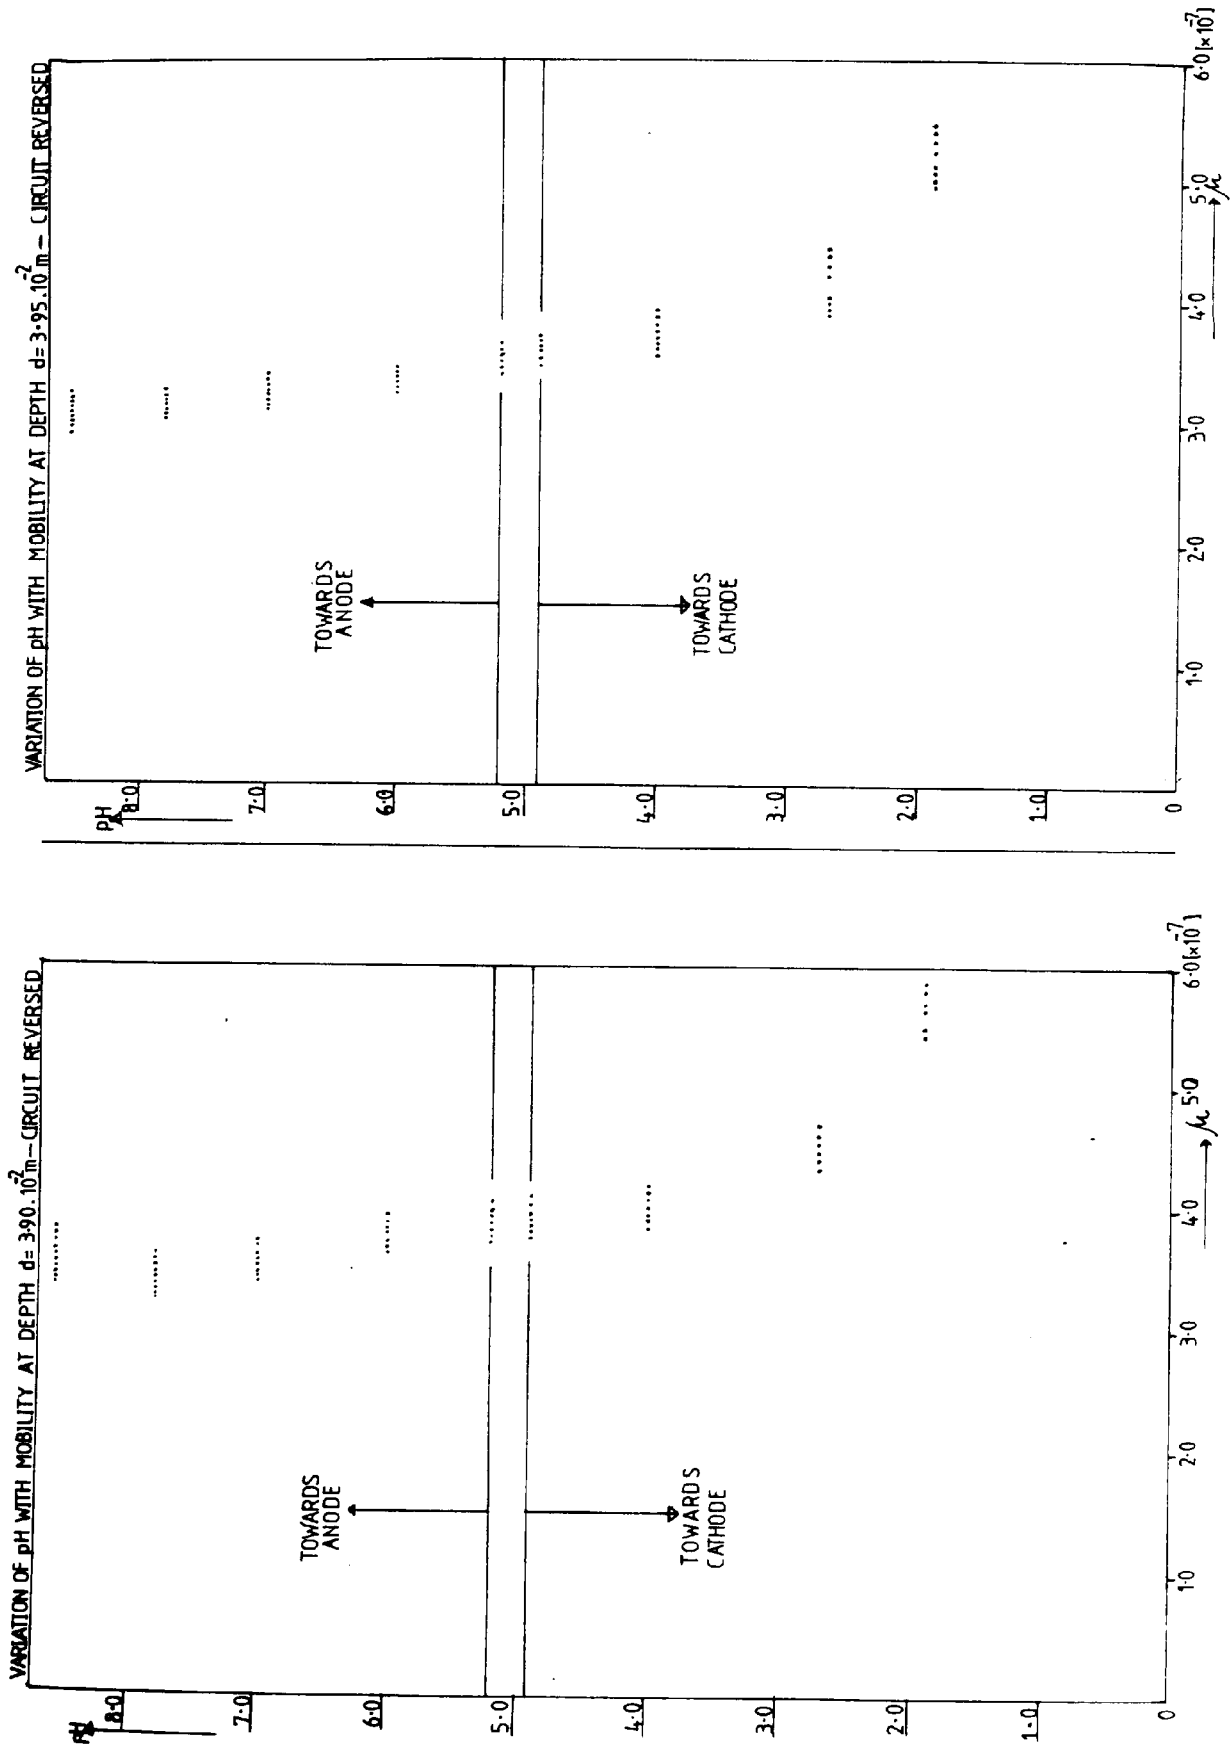 VARIATION OF pH WITH MOBILITY AT DEPTH d= 3·90.10⁻² m-CIRCUIT REVERSED
pH
8·0
7·0
6·0
5·0
4·0
3·0
2·0
1·0
0
TOWARDS
ANODE
TOWARDS
CATHODE
1·0
2·0
3·0
4·0
5·0
6·0 [×10⁻⁷]
μ
VARIATION OF pH WITH MOBILITY AT DEPTH d= 3·95.10⁻² m- CIRCUIT REVERSED
pH
8·0
7·0
6·0
5·0
4·0
3·0
2·0
1·0
0
TOWARDS
ANODE
TOWARDS
CATHODE
1·0
2·0
3·0
4·0
5·0
6·0 [×10⁻⁷]
μ